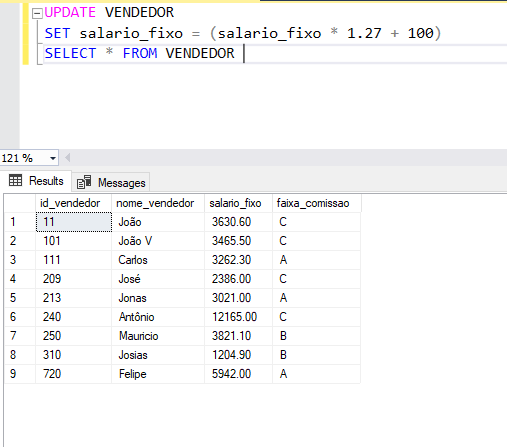 UPDATE VENDEDOR
SET salario_fixo = (salario_fixo * 1.27 + 100)
SELECT * FROM VENDEDOR
121 %
Results Messages
id_vendedor nome_vendedor salario_fixo faixa_comissao
1 11 João 3630.60 C
2 101 João V 3465.50 C
3 111 Carlos 3262.30 A
4 209 José 2386.00 C
5 213 Jonas 3021.00 A
6 240 Antônio 12165.00 C
7 250 Mauricio 3821.10 B
8 310 Josias 1204.90 B
9 720 Felipe 5942.00 A